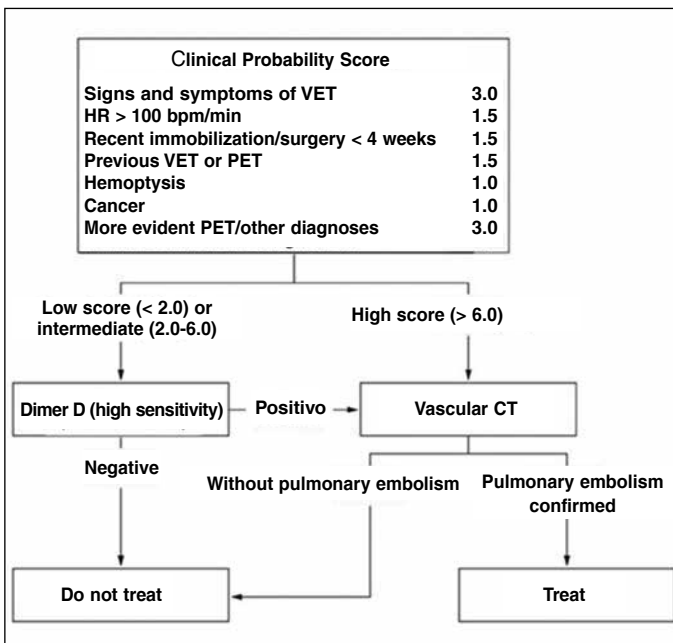 Clinical Probability Score
Signs and symptoms of VET 3.0
HR > 100 bpm/min 1.5
Recent immobilization/surgery < 4 weeks 1.5
Previous VET or PET 1.5
Hemoptysis 1.0
Cancer 1.0
More evident PET/other diagnoses 3.0
Low score (< 2.0) or
intermediate (2.0-6.0)
High score (> 6.0)
Dimer D (high sensitivity)
Positivo
Vascular CT
Negative
Without pulmonary embolism
Pulmonary embolism
confirmed
Do not treat
Treat